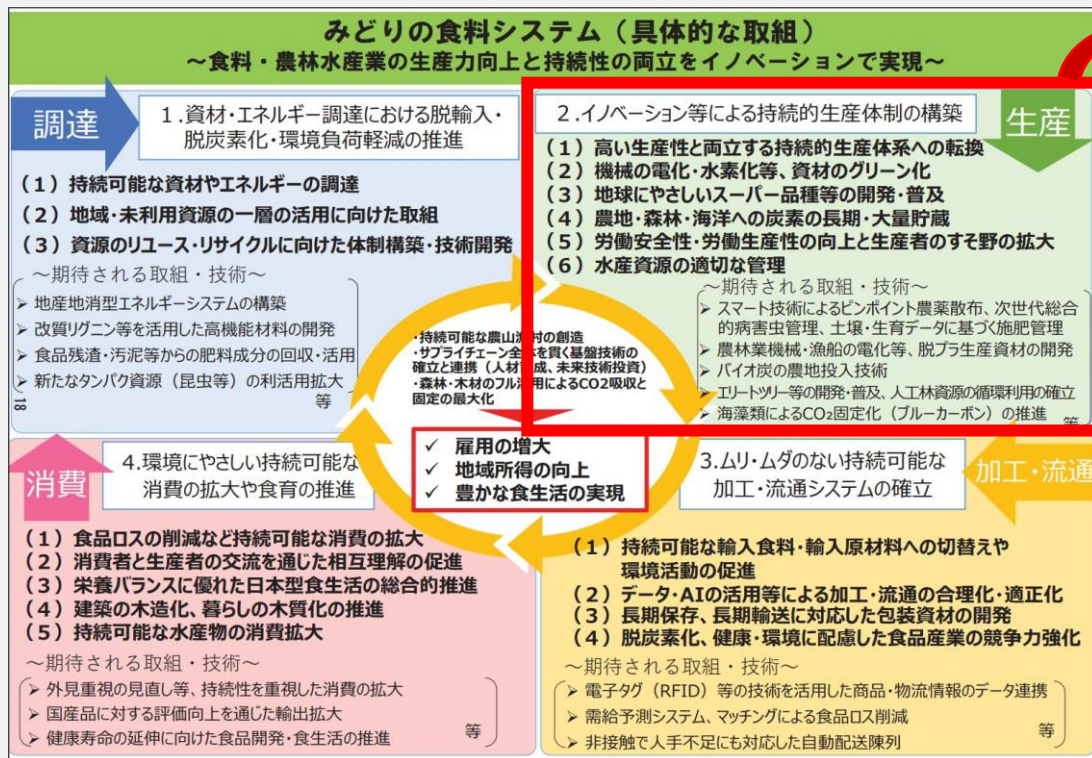 みどりの食料システム（具体的な取組）
～食料・農林水産業の生産力向上と持続性の両立をイノベーションで実現～
調達
1.資材・エネルギー調達における脱輸入・
脱炭素化・環境負荷軽減の推進
（1）持続可能な資材やエネルギーの調達
（2）地域・未利用資源の一層の活用に向けた取組
（3）資源のリユース・リサイクルに向けた体制構築・技術開発
～期待される取組・技術～
➢ 地産地消型エネルギーシステムの構築
➢ 改質リグニン等を活用した高機能材料の開発
➢ 食品残渣・汚泥等からの肥料成分の回収・活用
➢ 新たなタンパク資源（昆虫等）の利活用拡大
等
18
2.イノベーション等による持続的生産体制の構築
生産
（1）高い生産性と両立する持続的生産体系への転換
（2）機械の電化・水素化等、資材のグリーン化
（3）地球にやさしいスーパー品種等の開発・普及
（4）農地・森林・海洋への炭素の長期・大量貯蔵
（5）労働安全性・労働生産性の向上と生産者のすそ野の拡大
（6）水産資源の適切な管理
～期待される取組・技術～
➢ スマート技術によるピンポイント農薬散布、次世代総合
的病害虫管理、土壌・生育データに基づく施肥管理
➢ 農林業機械・漁船の電化等、脱プラ生産資材の開発
➢ バイオ炭の農地投入技術
➢ エリートツリー等の開発・普及、人工林資源の循環利用の確立
➢ 海藻類によるCO₂固定化（ブルーカーボン）の推進
等
・持続可能な農山漁村の創造
・サプライチェーン全体を貫く基盤技術の
確立と連携（人材育成、未来技術投資）
・森林・木材のフル活用によるCO2吸収と
固定の最大化
✓ 雇用の増大
✓ 地域所得の向上
✓ 豊かな食生活の実現
消費
4.環境にやさしい持続可能な
消費の拡大や食育の推進
（1）食品ロスの削減など持続可能な消費の拡大
（2）消費者と生産者の交流を通じた相互理解の促進
（3）栄養バランスに優れた日本型食生活の総合的推進
（4）建築の木造化、暮らしの木質化の推進
（5）持続可能な水産物の消費拡大
～期待される取組・技術～
➢ 外見重視の見直し等、持続性を重視した消費の拡大
➢ 国産品に対する評価向上を通じた輸出拡大
➢ 健康寿命の延伸に向けた食品開発・食生活の推進
等
3.ムリ・ムダのない持続可能な
加工・流通システムの確立
加工・流通
（1）持続可能な輸入食料・輸入原材料への切替えや
環境活動の促進
（2）データ・AIの活用等による加工・流通の合理化・適正化
（3）長期保存、長期輸送に対応した包装資材の開発
（4）脱炭素化、健康・環境に配慮した食品産業の競争力強化
～期待される取組・技術～
➢ 電子タグ（RFID）等の技術を活用した商品・物流情報のデータ連携
➢ 需給予測システム、マッチングによる食品ロス削減
➢ 非接触で人手不足にも対応した自動配送陳列
等